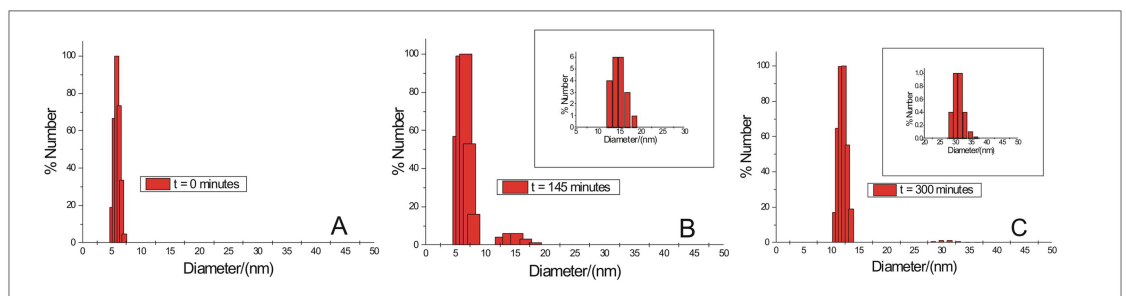 % Number
100
80
60
40
20
0
t = 0 minutes
A
0 5 10 15 20 25 30 35 40 45 50
Diameter/(nm)
% Number
100
80
60
40
20
0
t = 145 minutes
B
0 5 10 15 20 25 30 35 40 45 50
Diameter/(nm)
% Number
6
5
4
3
2
1
5 10 15 20 25 30
Diameter/(nm)
% Number
100
80
60
40
20
0
t = 300 minutes
C
0 5 10 15 20 25 30 35 40 45 50
Diameter/(nm)
% Number
1.0
0.8
0.6
0.4
0.2
0.0
20 25 30 35 40 45 50
Diameter/(nm)